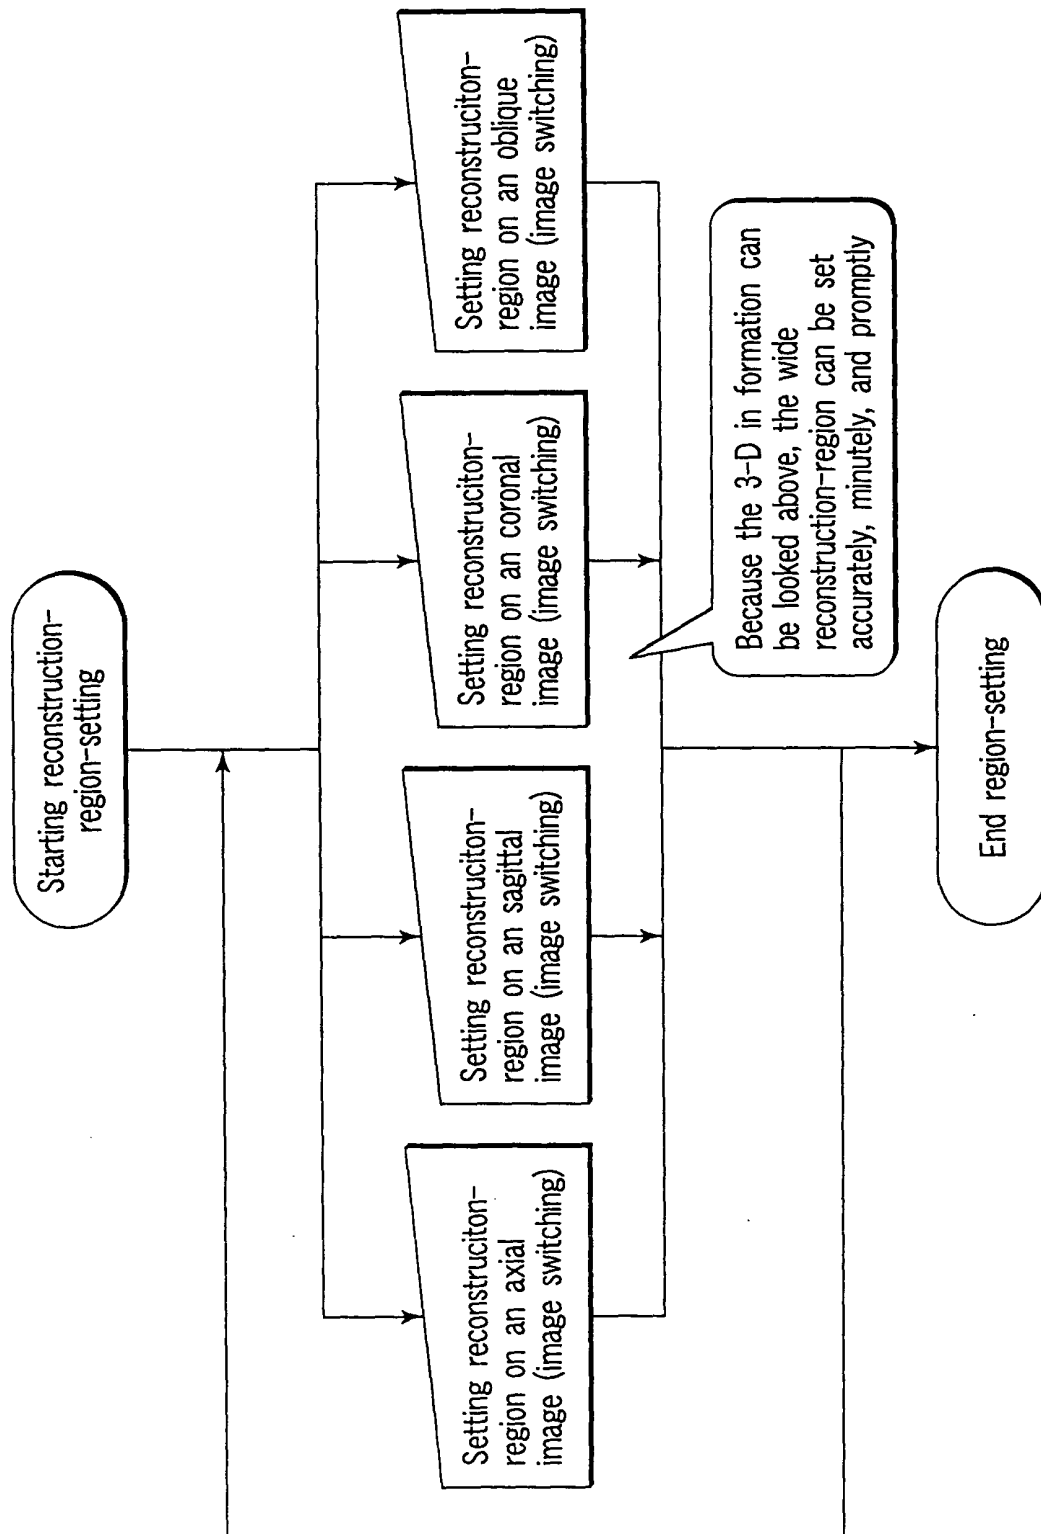 Starting reconstruction-
region-setting
Setting reconstruciton-
region on an axial
image (image switching)
Setting reconstruciton-
region on an sagittal
image (image switching)
Setting reconstruciton-
region on an coronal
image (image switching)
Setting reconstruciton-
region on an oblique
image (image switching)
Because the 3-D in formation can
be looked above, the wide
reconstruction-region can be set
accurately, minutely, and promptly
End region-setting